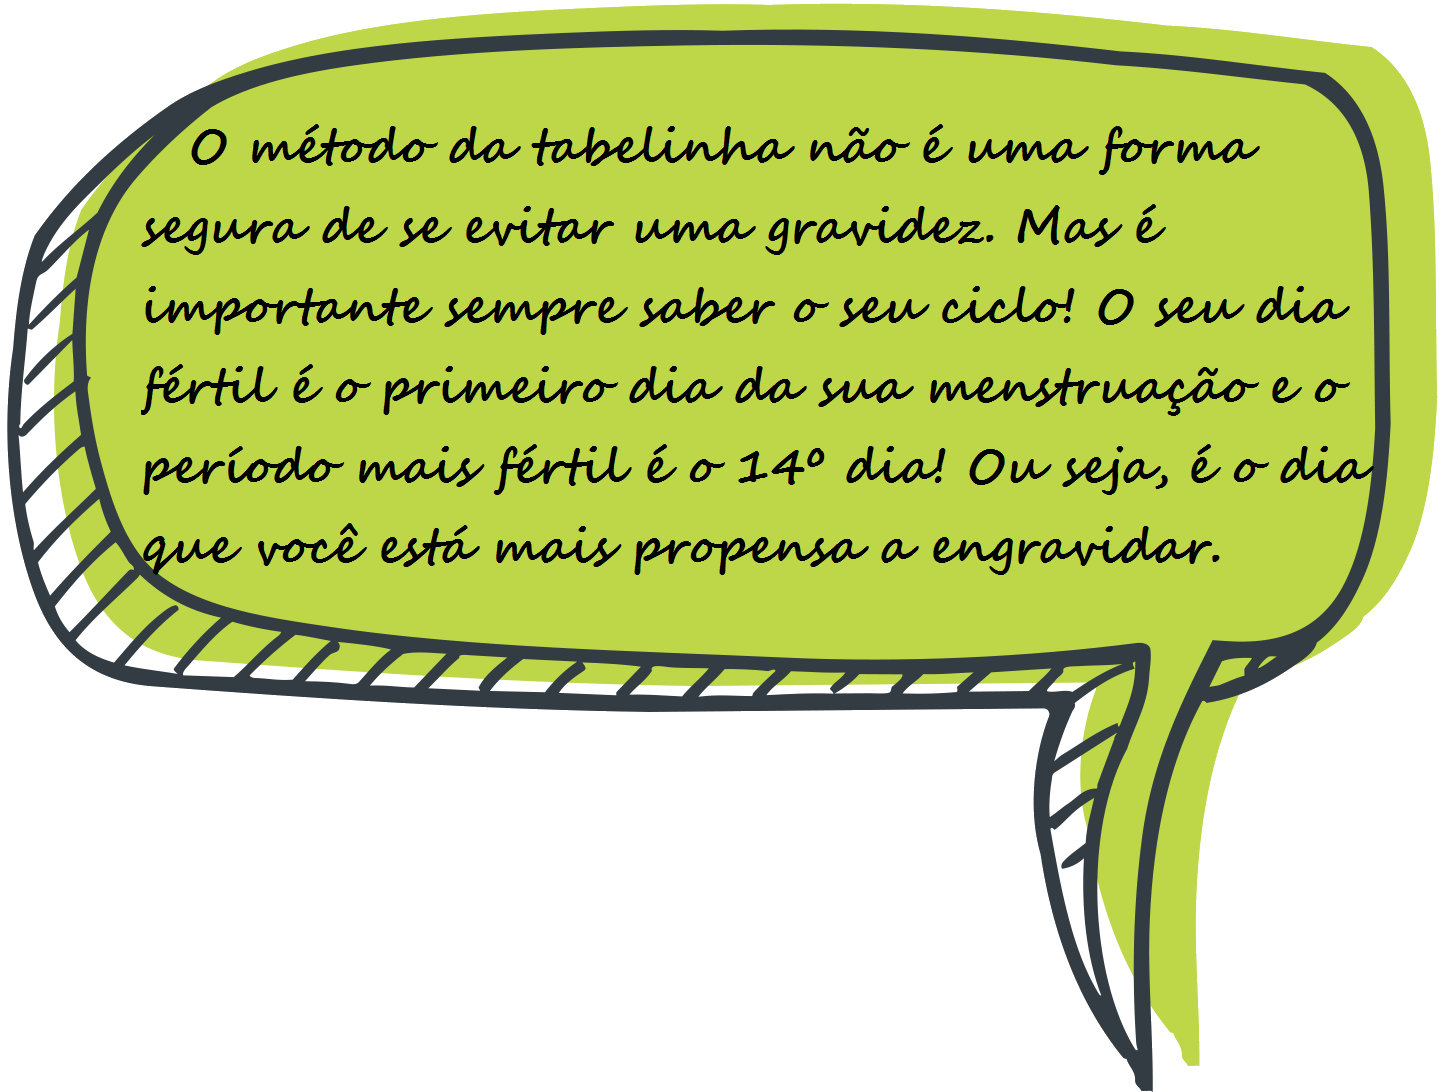 O método da tabelinha não é uma forma
segura de se evitar uma gravidez. Mas é
importante sempre saber o seu ciclo! O seu dia
fértil é o primeiro dia da sua menstruação e o
período mais fértil é o 14º dia! Ou seja, é o dia
que você está mais propensa a engravidar.